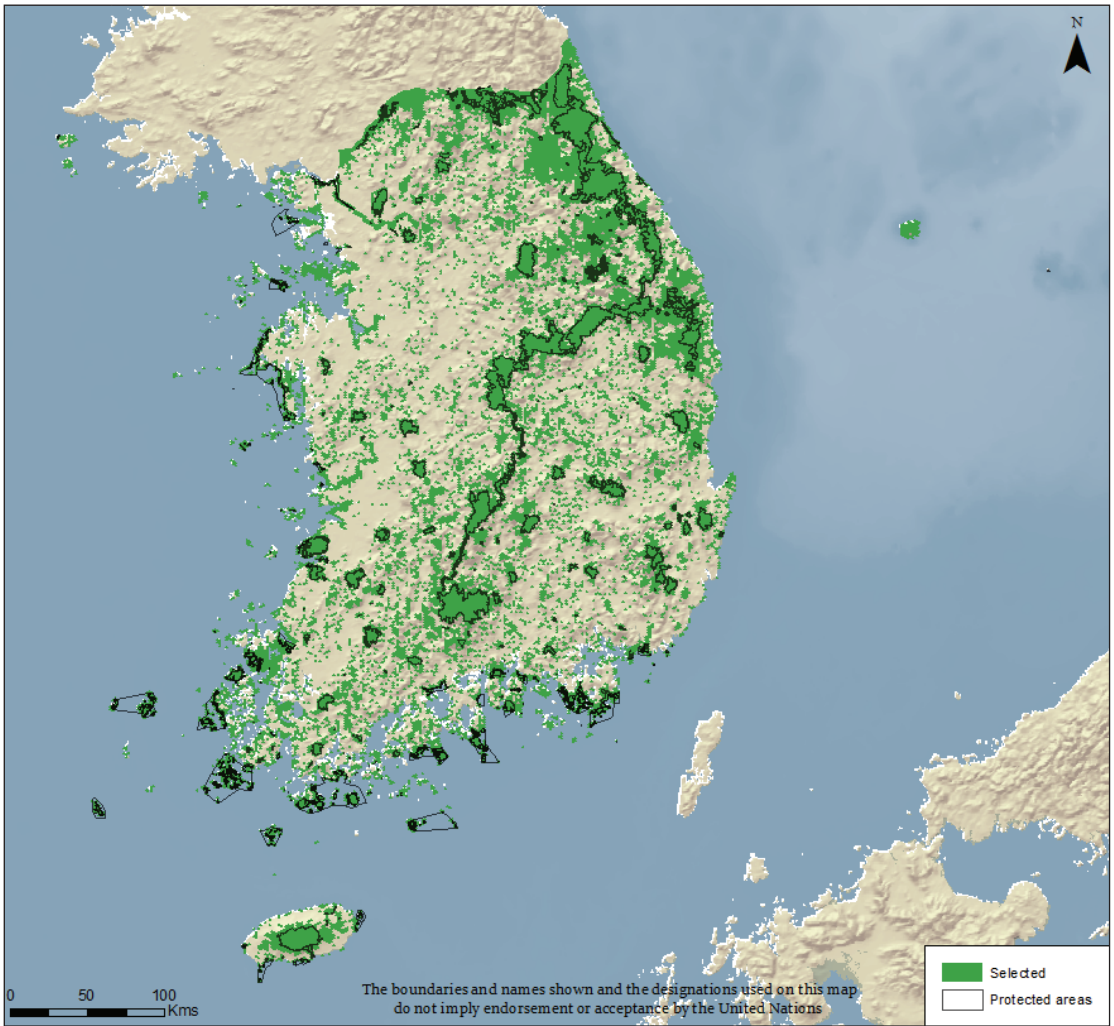 N
Selected
Protected areas
0 50 100
Kms
The boundaries and names shown and the designations used on this map
do not imply endorsement or acceptance by the United Nations